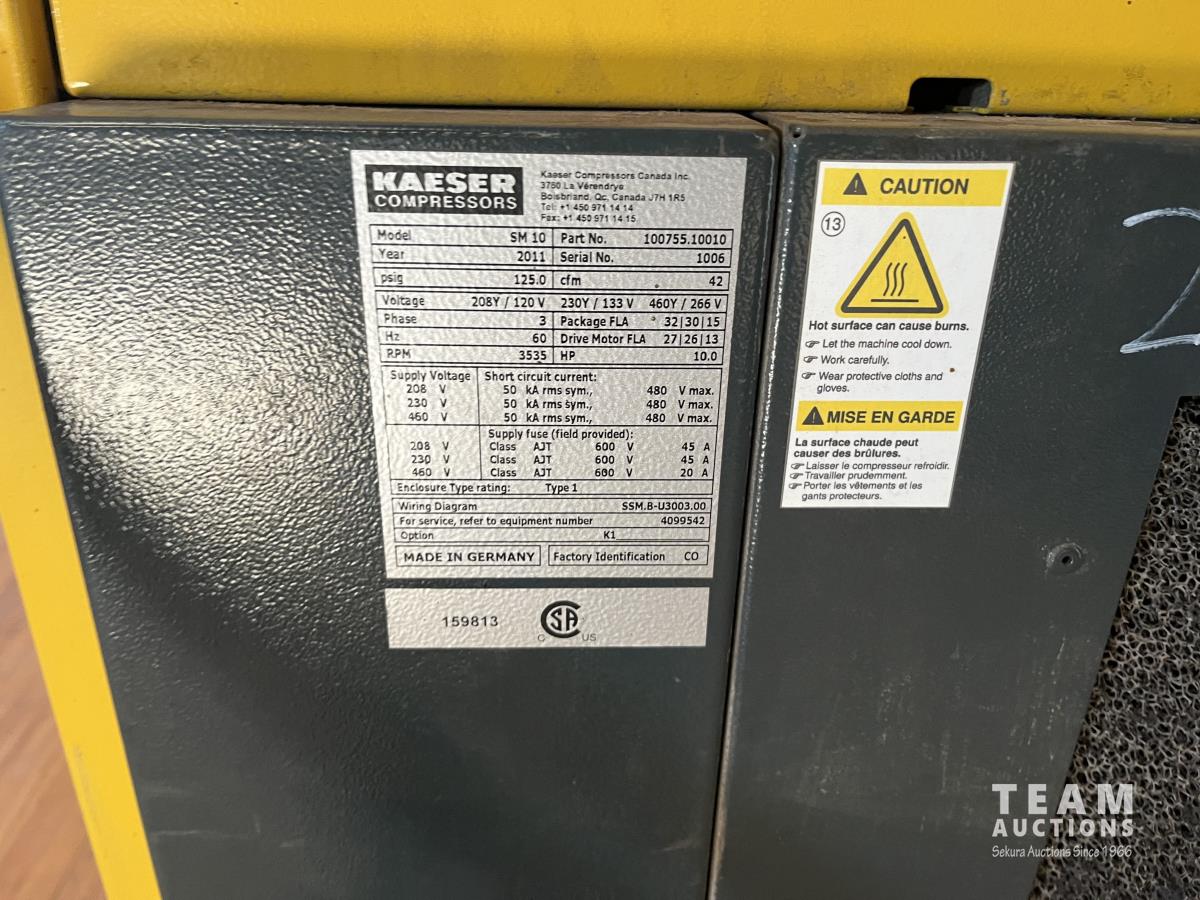 KAESER
COMPRESSORS
Kaeser Compressors Canada Inc.
3760 La Vérendrye
Boisbriand, Qc, Canada J7H 1R5
Tel: +1 450 971 14 14
Fax: +1 450 971 14 15
Model SM 10 Part No. 100755.10010
Year 2011 Serial No. 1006
psig 125.0 cfm 42
Voltage 208Y / 120 V 230Y / 133 V 460Y / 266 V
Phase 3 Package FLA 32|30|15
Hz 60 Drive Motor FLA 27|26|13
RPM 3535 HP 10.0
Supply Voltage Short circuit current:
208 V 50 kA rms sym., 480 V max.
230 V 50 kA rms sym., 480 V max.
460 V 50 kA rms sym., 480 V max.
Supply fuse (field provided):
208 V Class AJT 600 V 45 A
230 V Class AJT 600 V 45 A
460 V Class AJT 600 V 20 A
Enclosure Type rating: Type 1
Wiring Diagram SSM.B-U3003.00
For service, refer to equipment number 4099542
Option K1
MADE IN GERMANY Factory Identification CO
159813 C SA US
CAUTION
13
Hot surface can cause burns.
☞ Let the machine cool down.
☞ Work carefully.
☞ Wear protective cloths and
gloves.
MISE EN GARDE
La surface chaude peut
causer des brûlures.
☞ Laisser le compresseur refroidir.
☞ Travailler prudemment.
☞ Porter les vêtements et les
gants protecteurs.
2
TEAM
AUCTIONS
Sekura Auctions Since 1966